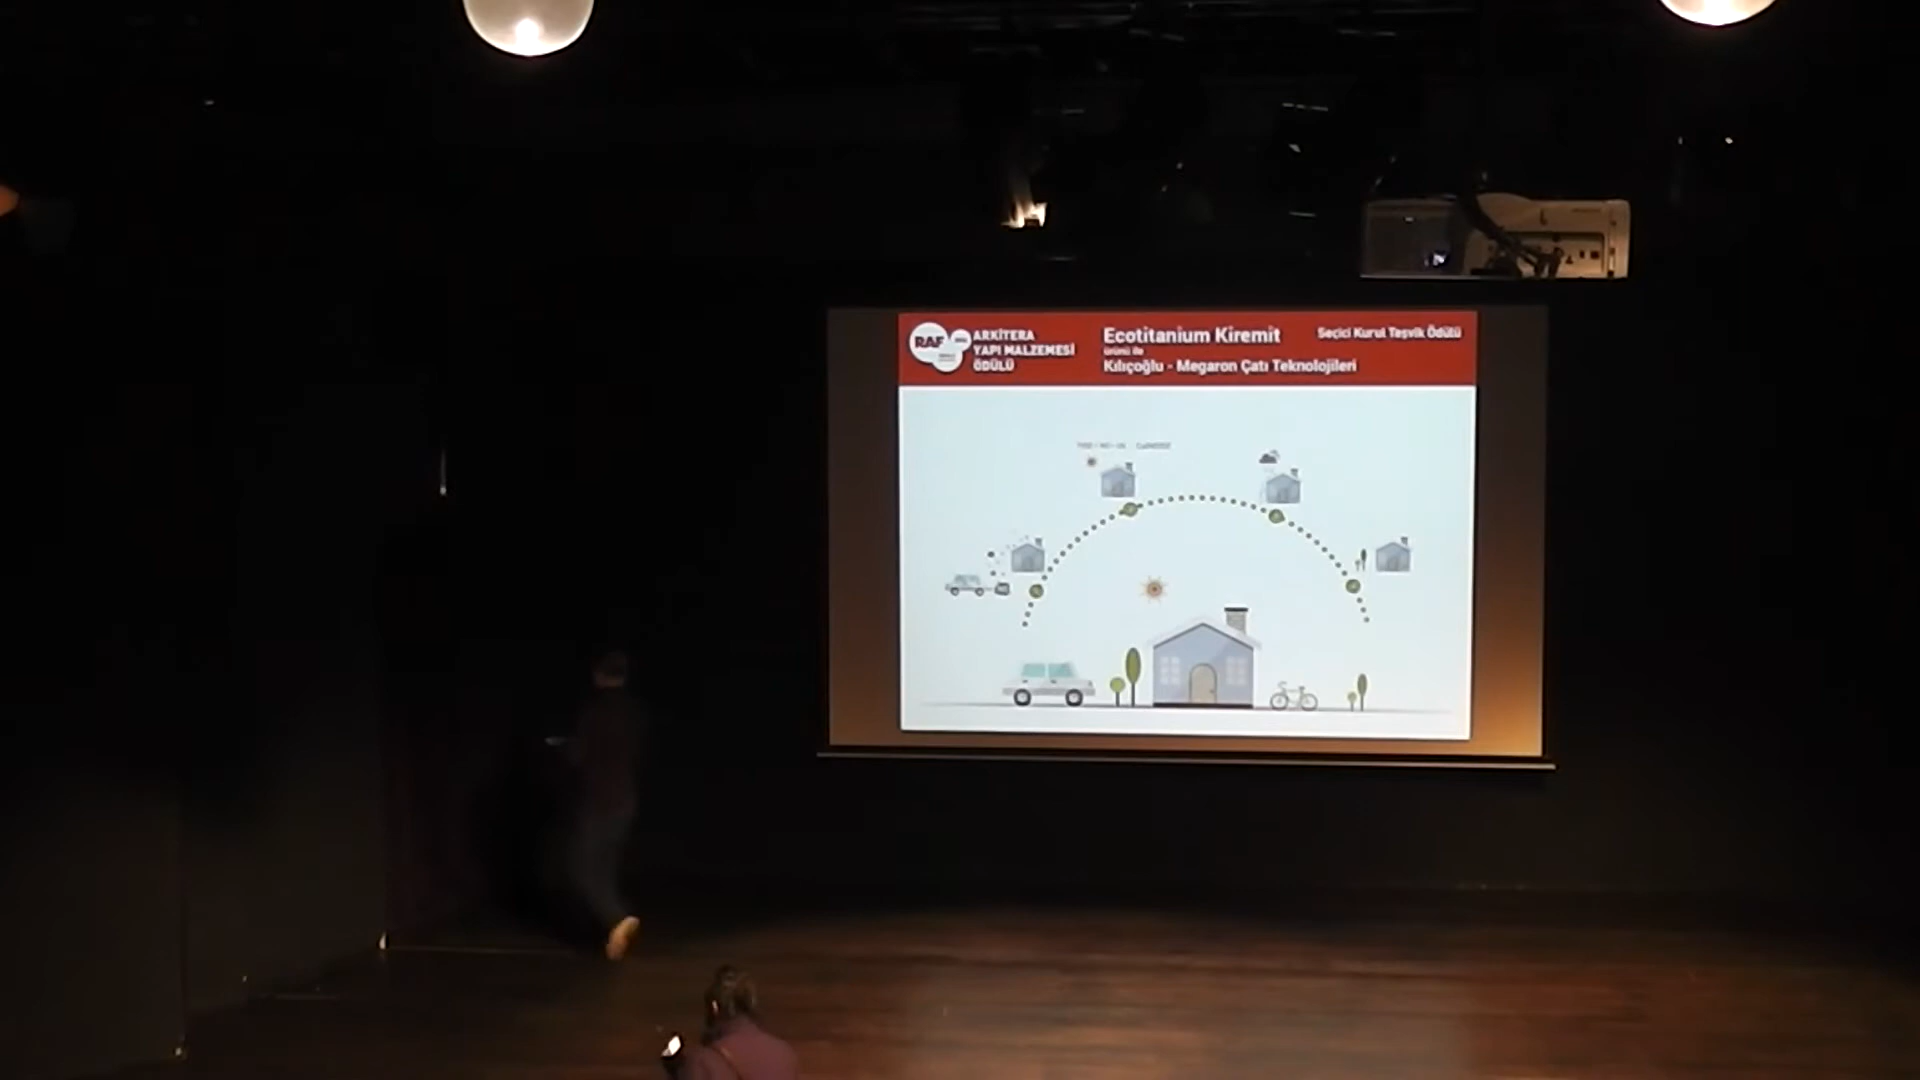 RAF
ARKİTERA
YAPI MALZEMESİ
ÖDÜLÜ
Ecotitanium Kiremit
ürünü ile
Kılıçoğlu - Megaron Çatı Teknolojileri
Seçici Kurul Teşvik Ödülü